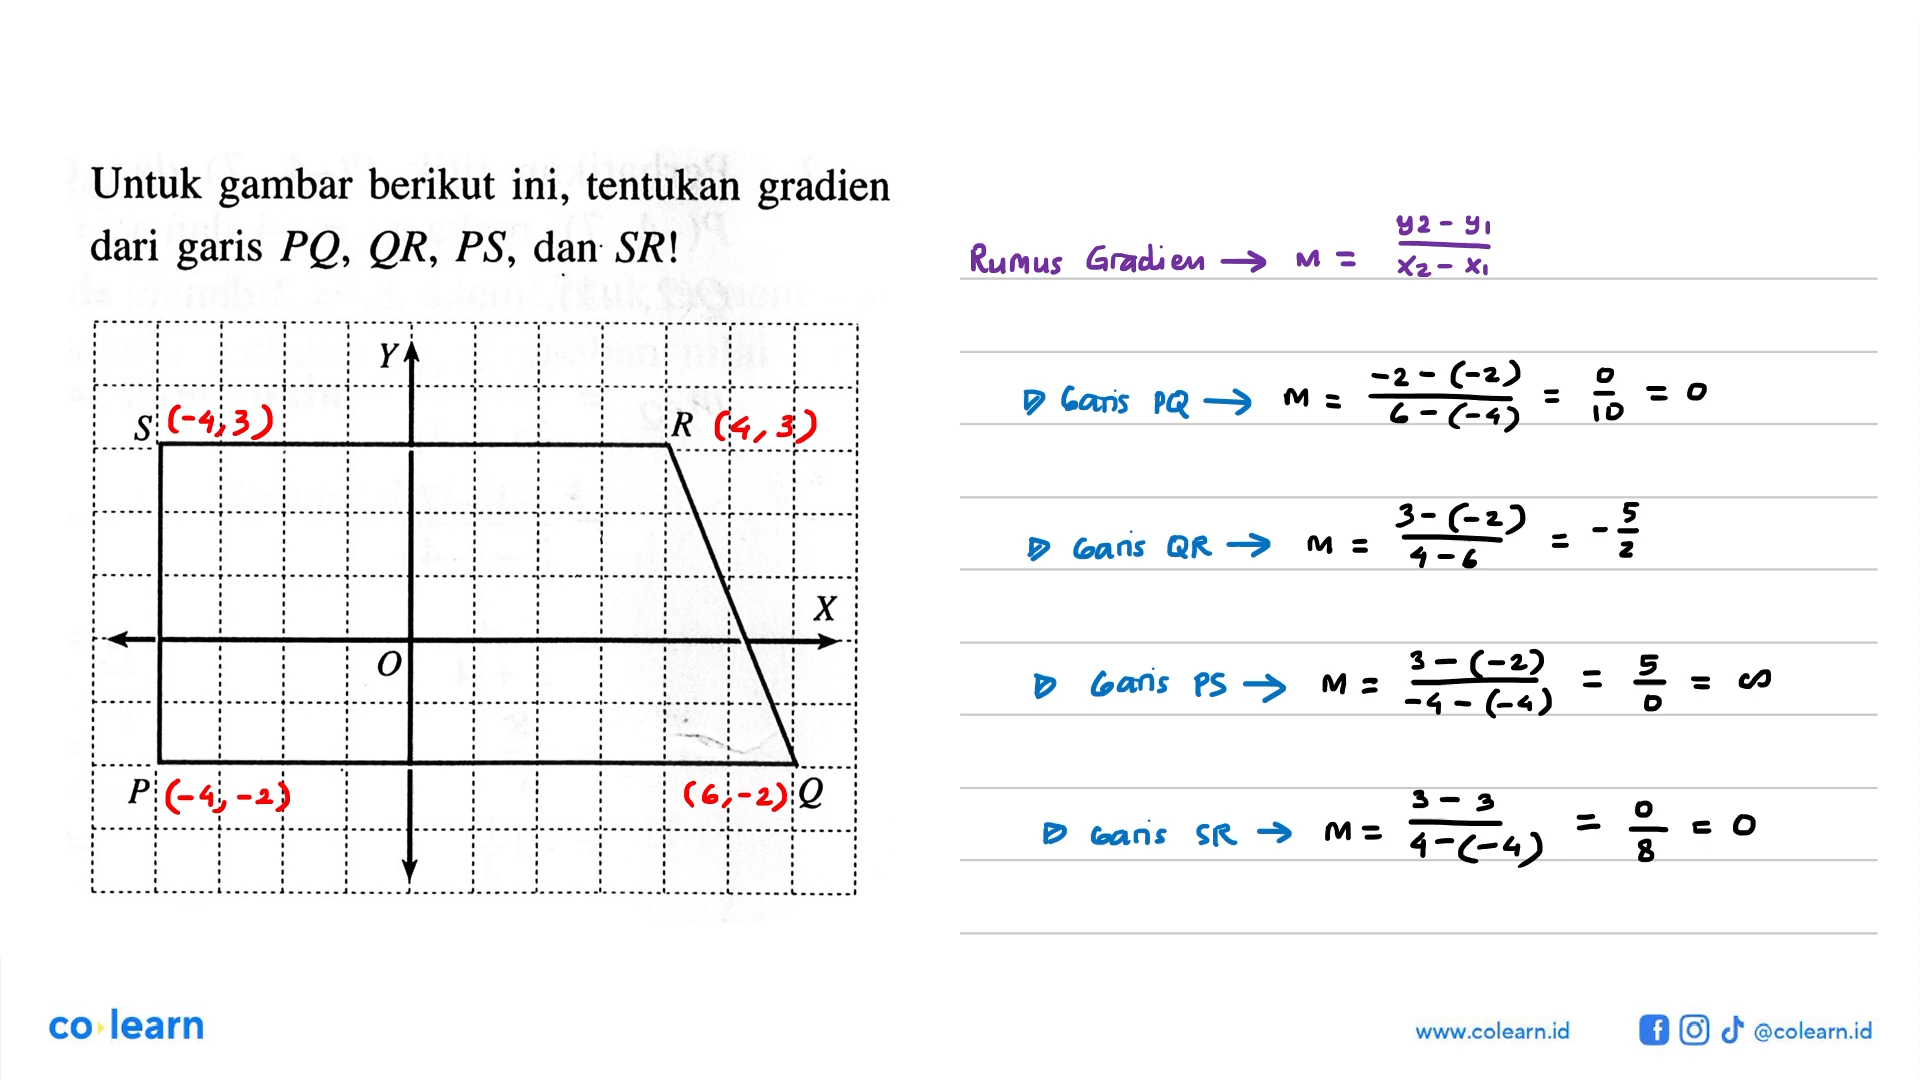 Untuk gambar berikut ini, tentukan gradien
dari garis PQ, QR, PS, dan SR!
Y
S (-4,3)
R (4,3)
X
O
P (-4,-2)
(6,-2) Q
Rumus Gradien → m = y2 - y1 / x2 - x1
▷ Garis PQ → m = -2 - (-2) / 6 - (-4) = 0/10 = 0
▷ Garis QR → m = 3 - (-2) / 4 - 6 = - 5/2
▷ Garis PS → m = 3 - (-2) / -4 - (-4) = 5/0 = ∞
▷ Garis SR → m = 3 - 3 / 4 - (-4) = 0/8 = 0
co learn
www.colearn.id
@colearn.id